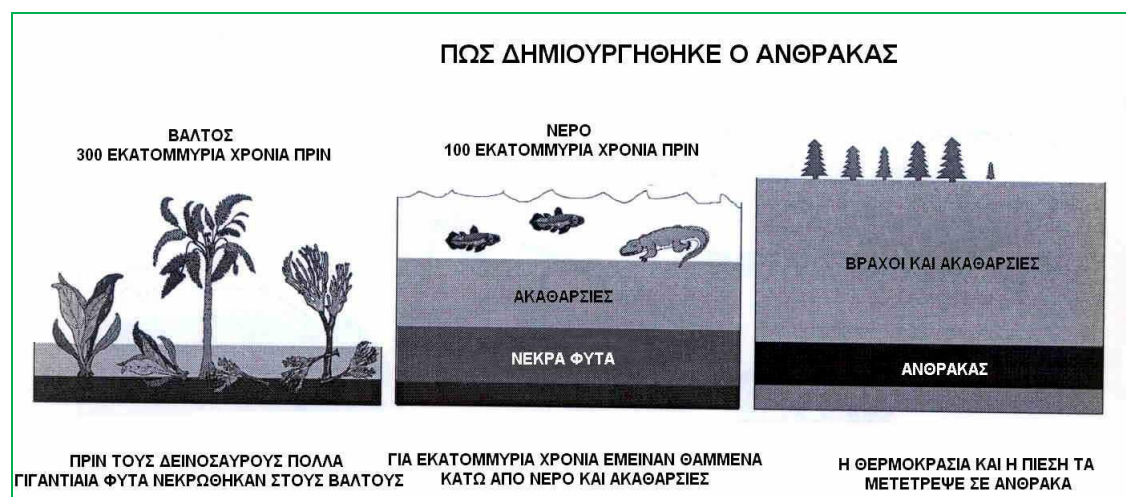 ΠΩΣ ΔΗΜΙΟΥΡΓΗΘΗΚΕ Ο ΑΝΘΡΑΚΑΣ
ΒΑΛΤΟΣ
300 ΕΚΑΤΟΜΜΥΡΙΑ ΧΡΟΝΙΑ ΠΡΙΝ
ΝΕΡΟ
100 ΕΚΑΤΟΜΜΥΡΙΑ ΧΡΟΝΙΑ ΠΡΙΝ
ΑΚΑΘΑΡΣΙΕΣ
ΝΕΚΡΑ ΦΥΤΑ
ΒΡΑΧΟΙ ΚΑΙ ΑΚΑΘΑΡΣΙΕΣ
ΑΝΘΡΑΚΑΣ
ΠΡΙΝ ΤΟΥΣ ΔΕΙΝΟΣΑΥΡΟΥΣ ΠΟΛΛΑ
ΓΙΓΑΝΤΙΑΙΑ ΦΥΤΑ ΝΕΚΡΩΘΗΚΑΝ ΣΤΟΥΣ ΒΑΛΤΟΥΣ
ΓΙΑ ΕΚΑΤΟΜΜΥΡΙΑ ΧΡΟΝΙΑ ΕΜΕΙΝΑΝ ΘΑΜΜΕΝΑ
ΚΑΤΩ ΑΠΟ ΝΕΡΟ ΚΑΙ ΑΚΑΘΑΡΣΙΕΣ
Η ΘΕΡΜΟΚΡΑΣΙΑ ΚΑΙ Η ΠΙΕΣΗ ΤΑ
ΜΕΤΕΤΡΕΨΕ ΣΕ ΑΝΘΡΑΚΑ